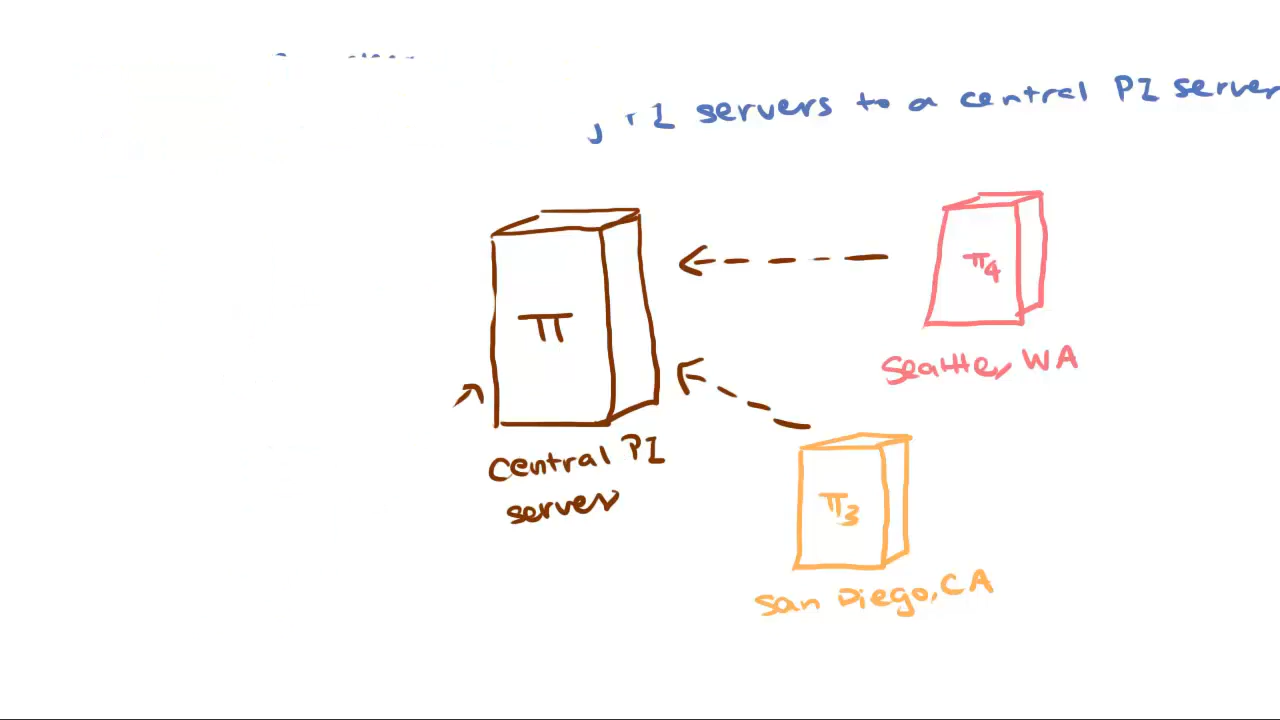 servers to a central PI server
π
π4
Seattle, WA
Central PI
server
π3
San Diego, CA